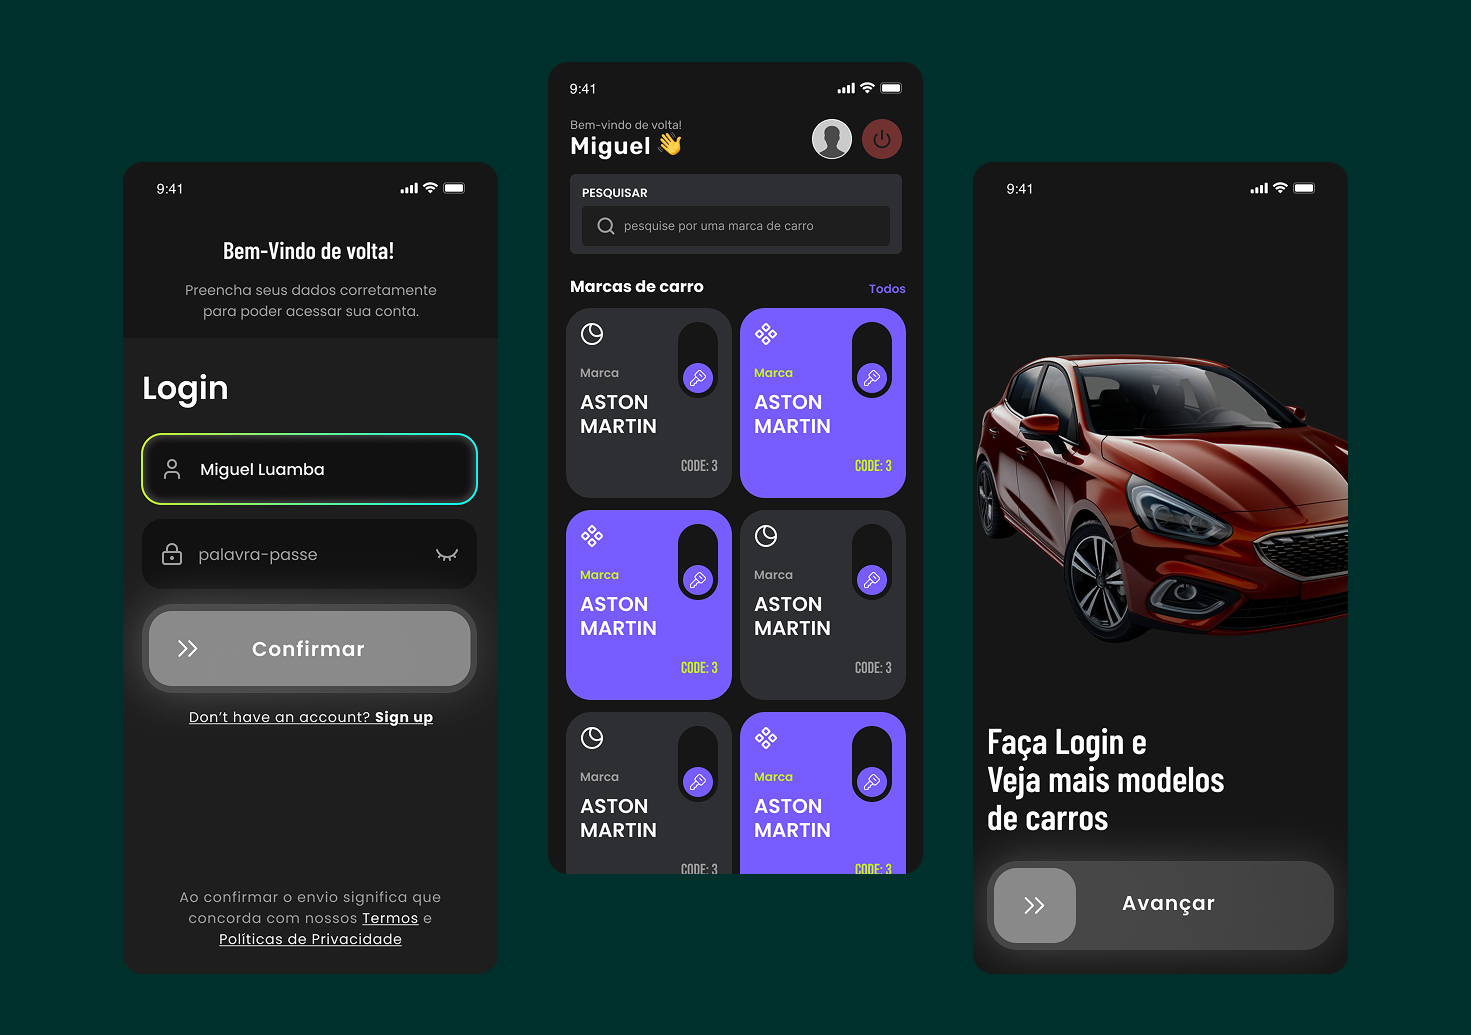 9:41
Bem-Vindo de volta!
Preencha seus dados corretamente
para poder acessar sua conta.
Login
Miguel Luamba
palavra-passe
Confirmar
Don't have an account? Sign up
Ao confirmar o envio significa que
concorda com nossos Termos e
Políticas de Privacidade
9:41
Bem-vindo de volta!
Miguel 👋
PESQUISAR
pesquise por uma marca de carro
Marcas de carro
Todos
Marca
ASTON
MARTIN
CODE: 3
Marca
ASTON
MARTIN
CODE: 3
Marca
ASTON
MARTIN
CODE: 3
Marca
ASTON
MARTIN
CODE: 3
Marca
ASTON
MARTIN
CODE: 3
Marca
ASTON
MARTIN
CODE: 3
9:41
Faça Login e
Veja mais modelos
de carros
Avançar